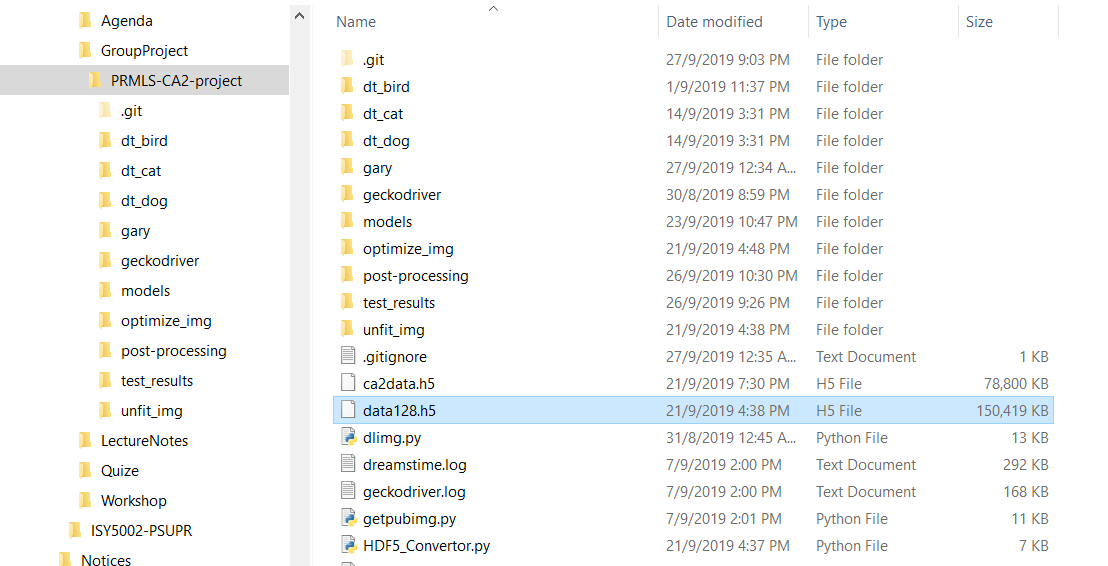 Agenda
GroupProject
PRMLS-CA2-project
.git
dt_bird
dt_cat
dt_dog
gary
geckodriver
models
optimize_img
post-processing
test_results
unfit_img
LectureNotes
Quize
Workshop
ISY5002-PSUPR
Notices
Name Date modified Type Size
.git 27/9/2019 9:03 PM File folder
dt_bird 1/9/2019 11:37 PM File folder
dt_cat 14/9/2019 3:31 PM File folder
dt_dog 14/9/2019 3:31 PM File folder
gary 27/9/2019 12:34 A... File folder
geckodriver 30/8/2019 8:59 PM File folder
models 23/9/2019 10:47 PM File folder
optimize_img 21/9/2019 4:48 PM File folder
post-processing 26/9/2019 10:30 PM File folder
test_results 26/9/2019 9:26 PM File folder
unfit_img 21/9/2019 4:38 PM File folder
.gitignore 27/9/2019 12:35 A... Text Document 1 KB
ca2data.h5 21/9/2019 7:30 PM H5 File 78,800 KB
data128.h5 21/9/2019 4:38 PM H5 File 150,419 KB
dlimg.py 31/8/2019 12:45 A... Python File 13 KB
dreamstime.log 7/9/2019 2:00 PM Text Document 292 KB
geckodriver.log 7/9/2019 2:00 PM Text Document 168 KB
getpubimg.py 7/9/2019 2:01 PM Python File 11 KB
HDF5_Convertor.py 21/9/2019 4:37 PM Python File 7 KB